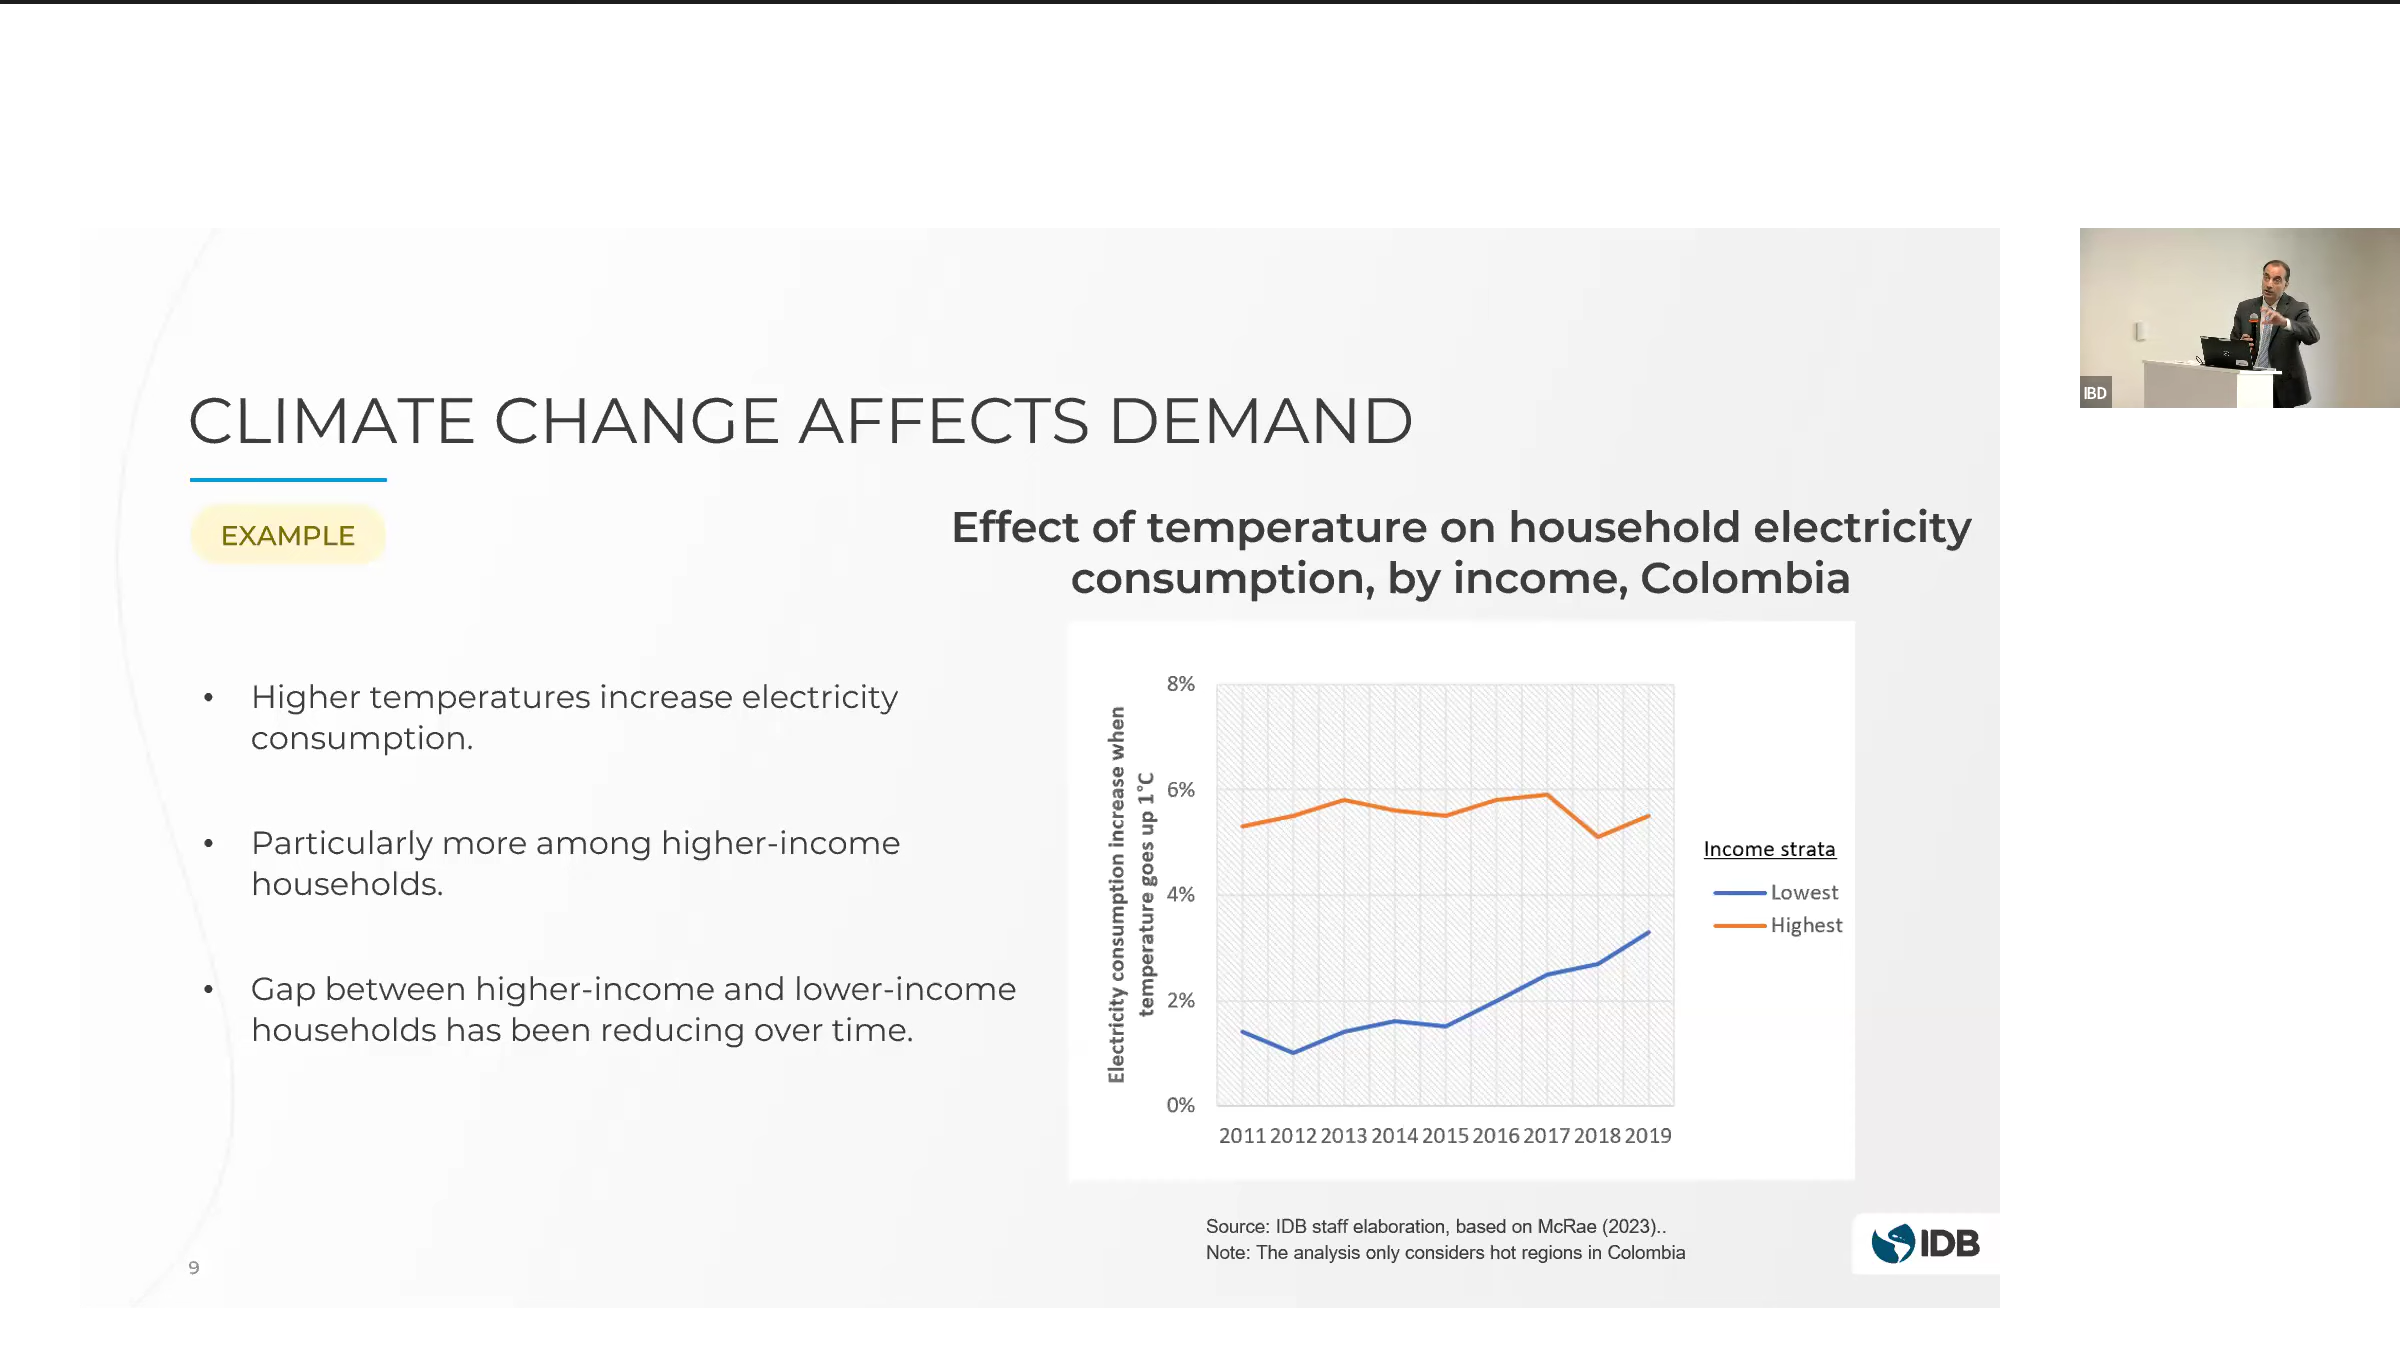 CLIMATE CHANGE AFFECTS DEMAND
EXAMPLE
• Higher temperatures increase electricity
consumption.
• Particularly more among higher-income
households.
• Gap between higher-income and lower-income
households has been reducing over time.
Effect of temperature on household electricity
consumption, by income, Colombia
Electricity consumption increase when
temperature goes up 1°C
8%
6%
4%
2%
0%
2011 2012 2013 2014 2015 2016 2017 2018 2019
Income strata
Lowest
Highest
Source: IDB staff elaboration, based on McRae (2023)..
Note: The analysis only considers hot regions in Colombia
9
IDB
IBD